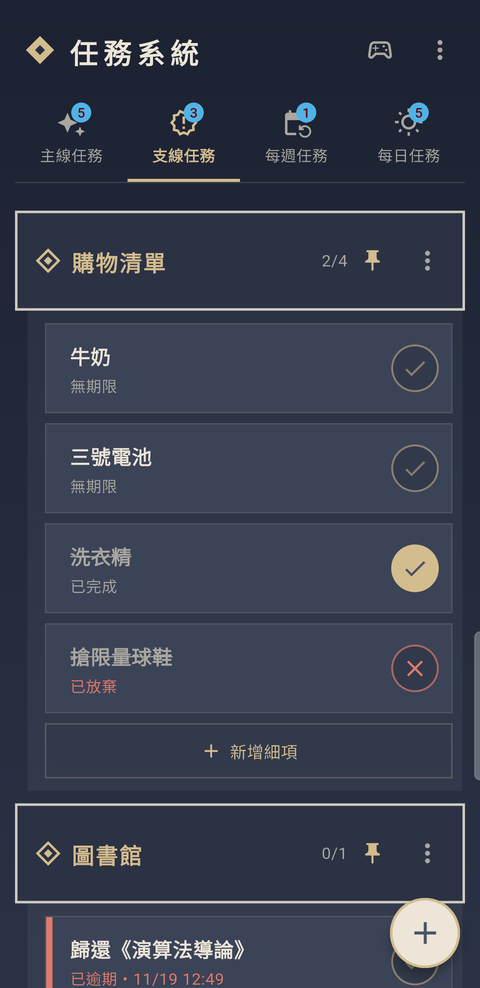 任務系統
5
3
1
5
主線任務
支線任務
每週任務
每日任務
購物清單
2/4
牛奶
無期限
三號電池
無期限
洗衣精
已完成
搶限量球鞋
已放棄
+ 新增細項
圖書館
0/1
歸還《演算法導論》
已逾期・11/19 12:49